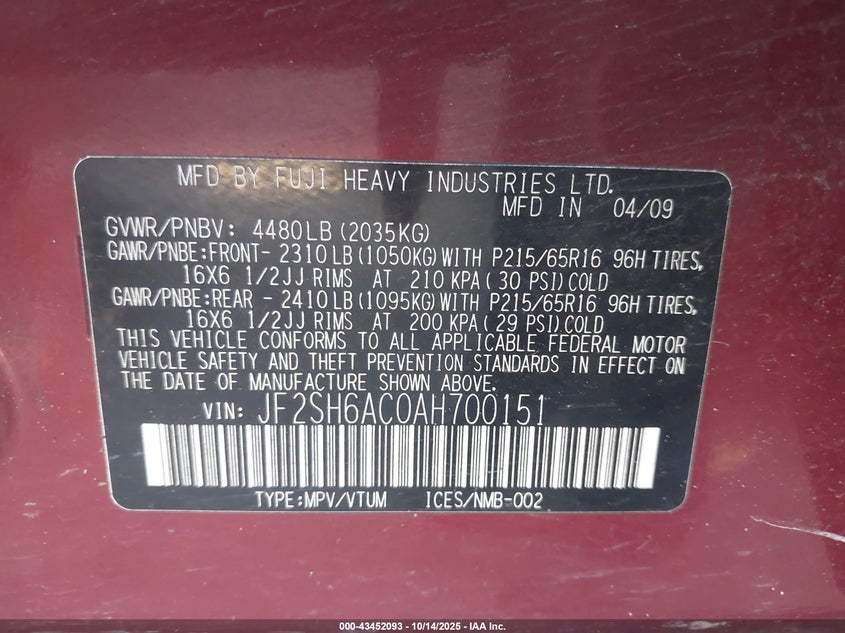 MFD BY FUJI HEAVY INDUSTRIES LTD.
MFD IN 04/09
GVWR/PNBV: 4480LB(2035KG)
GAWR/PNBE:FRONT- 2310LB(1050KG)WITH P215/65R16 96H TIRES,
16X6 1/2JJ RIMS AT 210 KPA(30 PSI)COLD
GAWR/PNBE:REAR - 2410LB(1095KG)WITH P215/65R16 96H TIRES,
16X6 1/2JJ RIMS AT 200 KPA(29 PSI)COLD
THIS VEHICLE CONFORMS TO ALL APPLICABLE FEDERAL MOTOR
VEHICLE SAFETY AND THEFT PREVENTION STANDARDS IN EFFECT ON
THE DATE OF MANUFACTURE SHOWN ABOVE.
VIN: JF2SH6AC0AH700151
TYPE:MPV/VTUM ICES/NMB-002
000-43452093 - 10/14/2025 - IAA Inc.